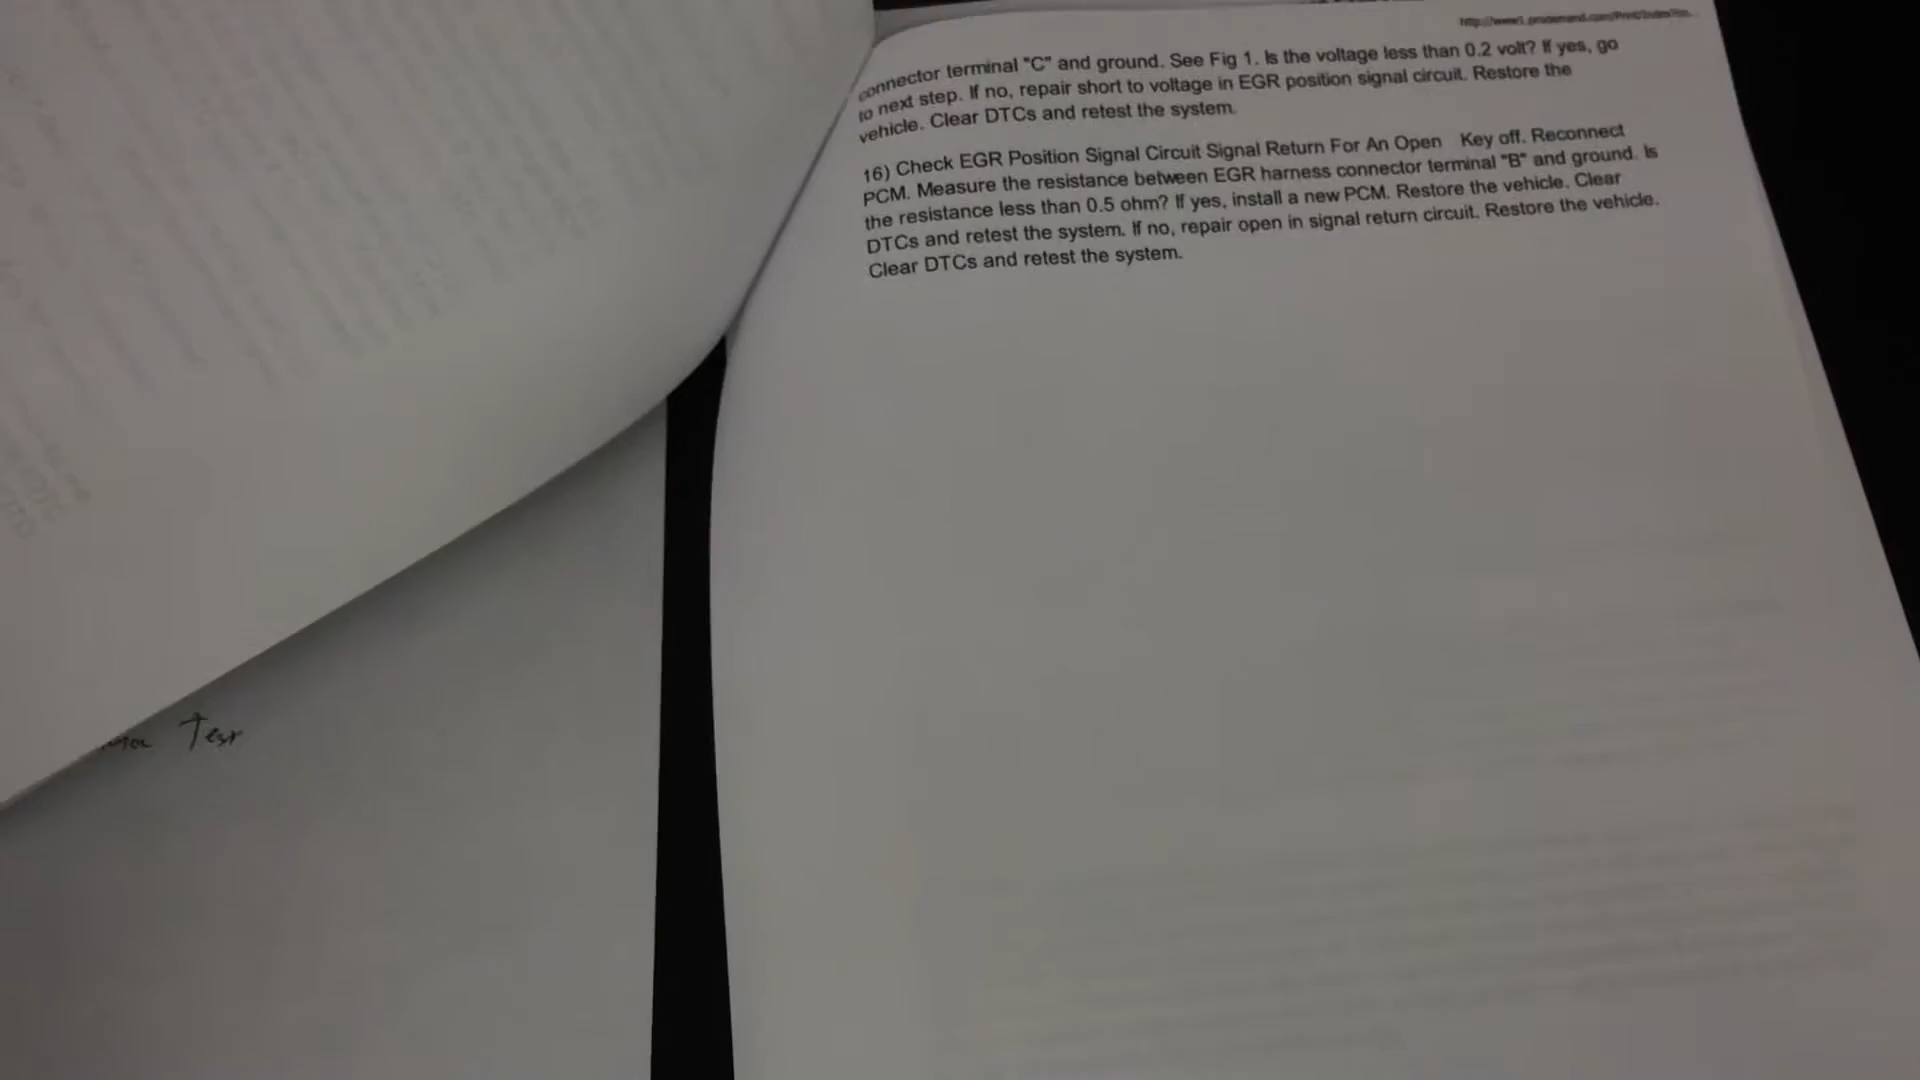 connector terminal "C" and ground. See Fig 1. Is the voltage less than 0.2 volt? If yes, go
to next step. If no, repair short to voltage in EGR position signal circuit. Restore the
vehicle. Clear DTCs and retest the system.
16) Check EGR Position Signal Circuit Signal Return For An Open Key off. Reconnect
PCM. Measure the resistance between EGR harness connector terminal "B" and ground. Is
the resistance less than 0.5 ohm? If yes, install a new PCM. Restore the vehicle. Clear
DTCs and retest the system. If no, repair open in signal return circuit. Restore the vehicle.
Clear DTCs and retest the system.
Test